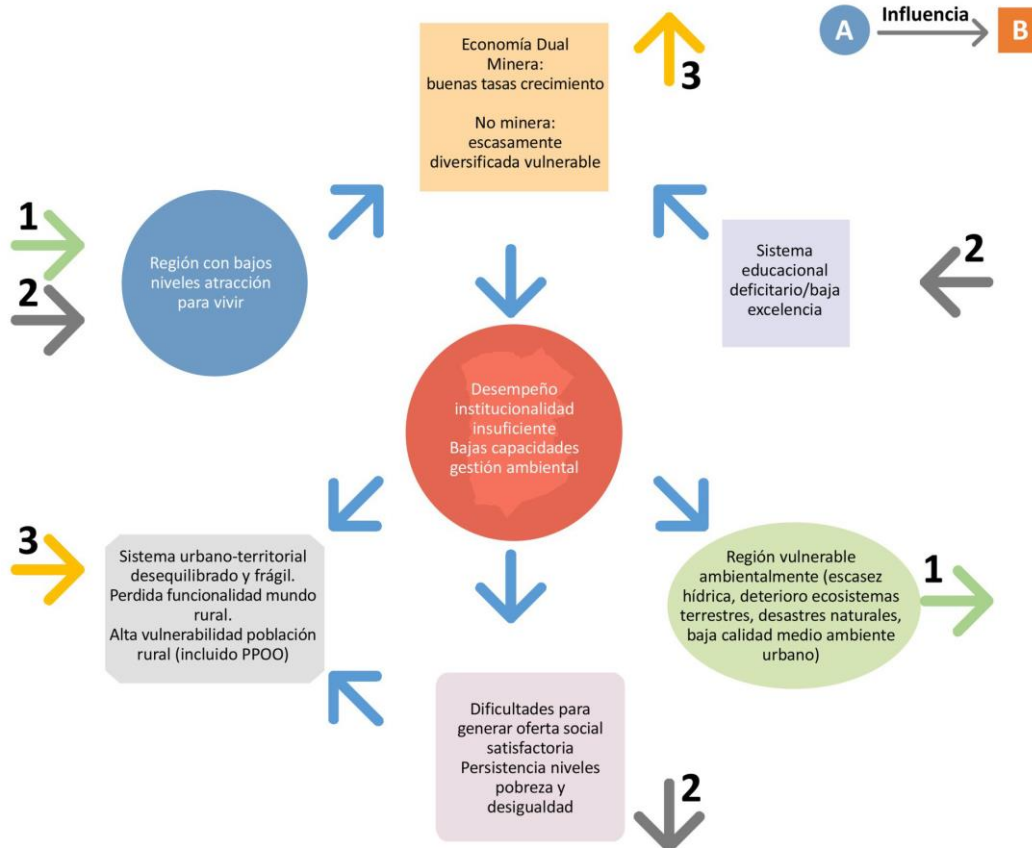 A
Influencia
B
3
Economía Dual
Minera:
buenas tasas crecimiento
No minera:
escasamente
diversificada vulnerable
1
2
Región con bajos
niveles atracción
para vivir
Sistema
educacional
deficitario/baja
excelencia
2
Desempeño
institucionalidad
insuficiente
Bajas capacidades
gestión ambiental
3
Sistema urbano-territorial
desequilibrado y frágil.
Perdida funcionalidad mundo
rural.
Alta vulnerabilidad población
rural (incluido PPOO)
Región vulnerable
ambientalmente (escasez
hídrica, deterioro ecosistemas
terrestres, desastres naturales,
baja calidad medio ambiente
urbano)
1
Dificultades para
generar oferta social
satisfactoria
Persistencia niveles
pobreza y
desigualdad
2